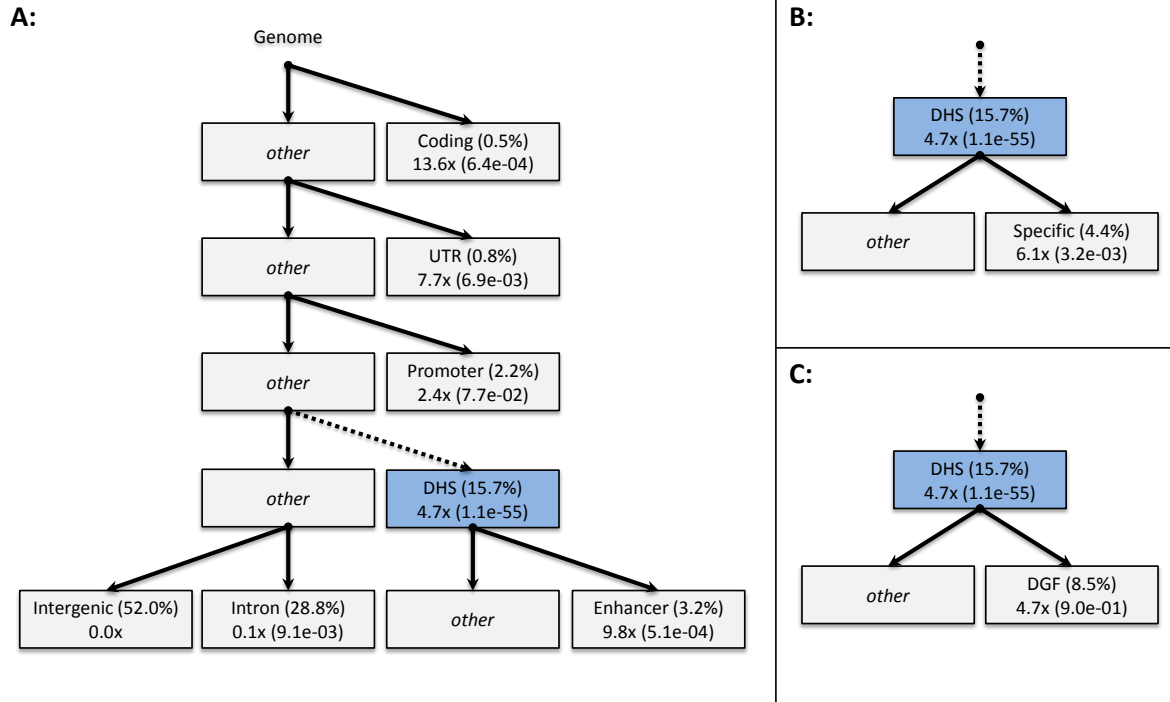 A:
Genome
other
Coding (0.5%)
13.6x (6.4e-04)
other
UTR (0.8%)
7.7x (6.9e-03)
other
Promoter (2.2%)
2.4x (7.7e-02)
other
DHS (15.7%)
4.7x (1.1e-55)
Intergenic (52.0%)
0.0x
Intron (28.8%)
0.1x (9.1e-03)
other
Enhancer (3.2%)
9.8x (5.1e-04)
B:
DHS (15.7%)
4.7x (1.1e-55)
other
Specific (4.4%)
6.1x (3.2e-03)
C:
DHS (15.7%)
4.7x (1.1e-55)
other
DGF (8.5%)
4.7x (9.0e-01)